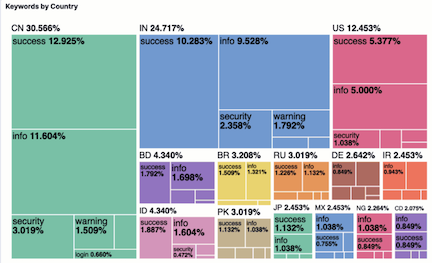 Keywords by Country
CN 30.566%
success 12.925%
info 11.604%
security
3.019%
warning
1.509%
login 0.660%
IN 24.717%
success 10.283%
info 9.528%
security
2.358%
warning
1.792%
US 12.453%
success
5.377%
info 5.000%
security
1.038%
BD 4.340%
success
1.792%
info
1.698%
ID 4.340%
success
1.887%
info
1.604%
security
0.472%
BR 3.208%
success
1.509%
info
1.321%
PK 3.019%
success
1.132%
info
1.038%
RU 3.019%
success
1.226%
info
1.132%
DE 2.642%
info
0.849%
IR 2.453%
info
0.943%
JP 2.453%
success
1.132%
info
1.038%
MX 2.453%
info
1.038%
success
0.755%
NG 2.264%
info
1.038%
success
0.849%
CO 2.075%
info
0.849%
success
0.849%